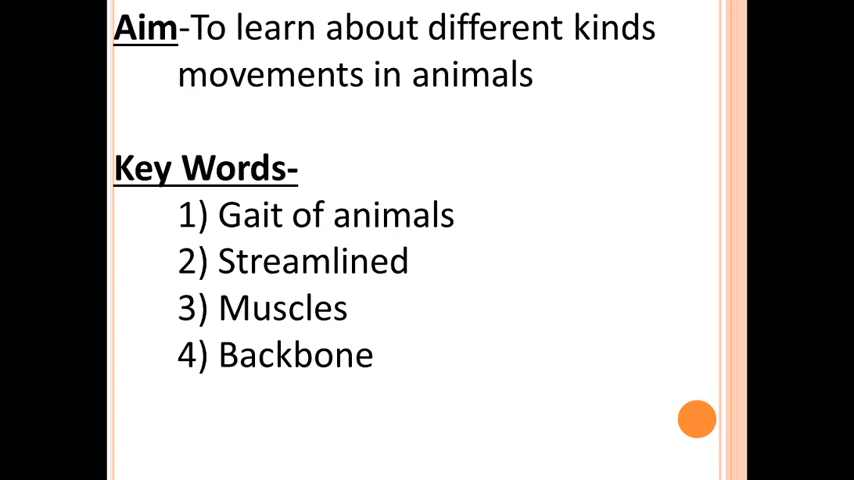 Aim-To learn about different kinds
movements in animals
Key Words-
1) Gait of animals
2) Streamlined
3) Muscles
4) Backbone